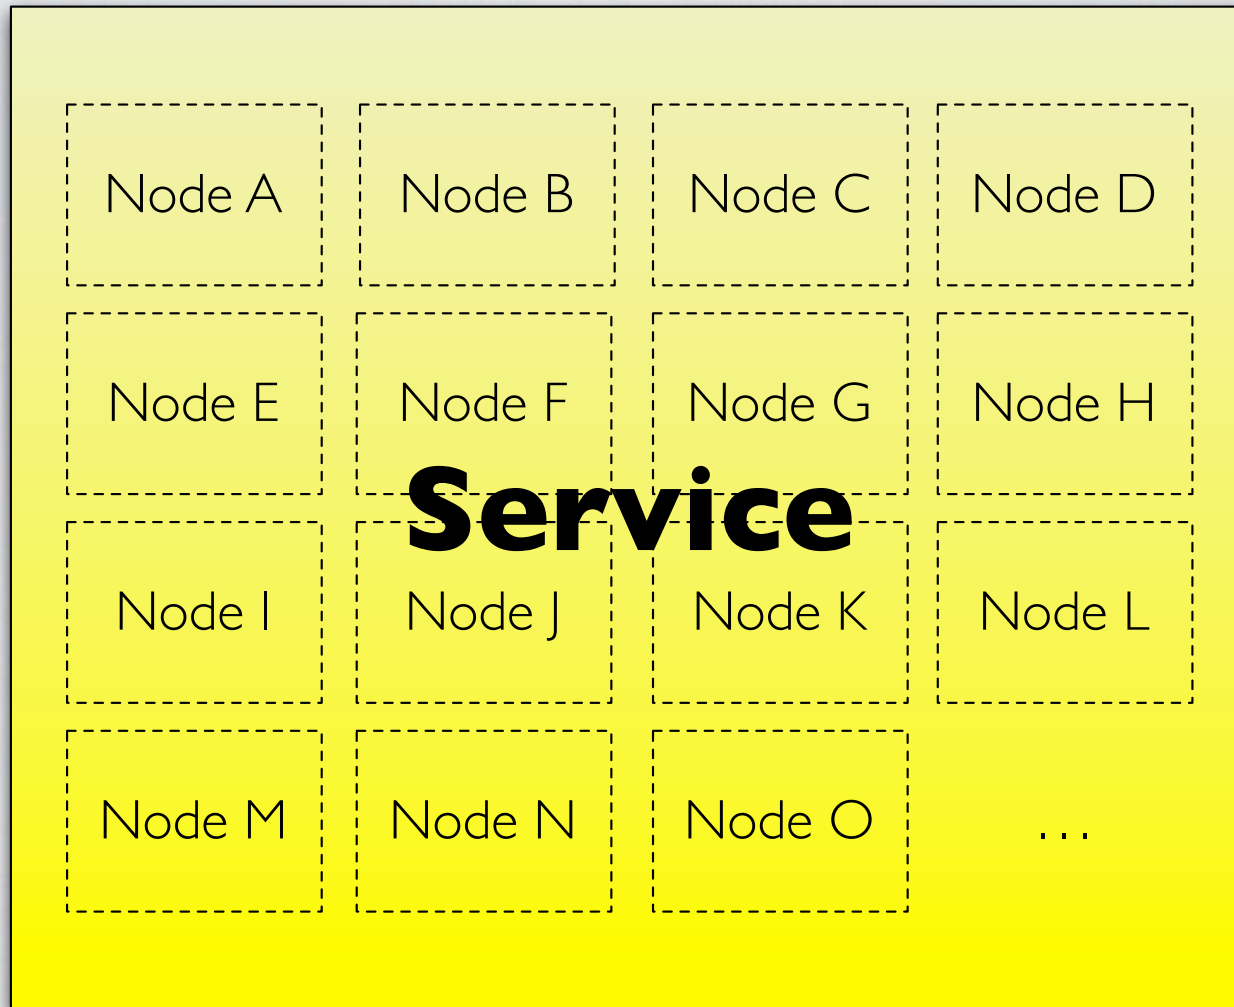 Node A Node B Node C Node D
Node E Node F Node G Node H
Service
Node I Node J Node K Node L
Node M Node N Node O ...